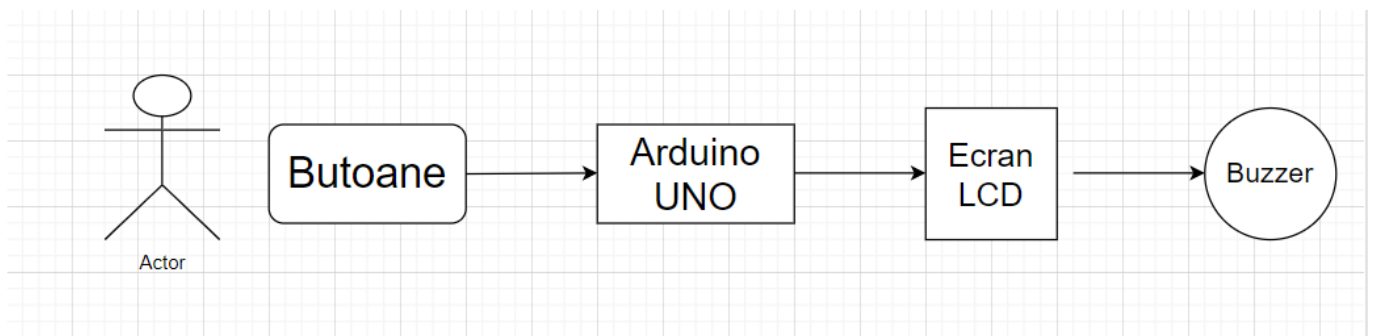 Actor
Butoane
Arduino
UNO
Ecran
LCD
Buzzer